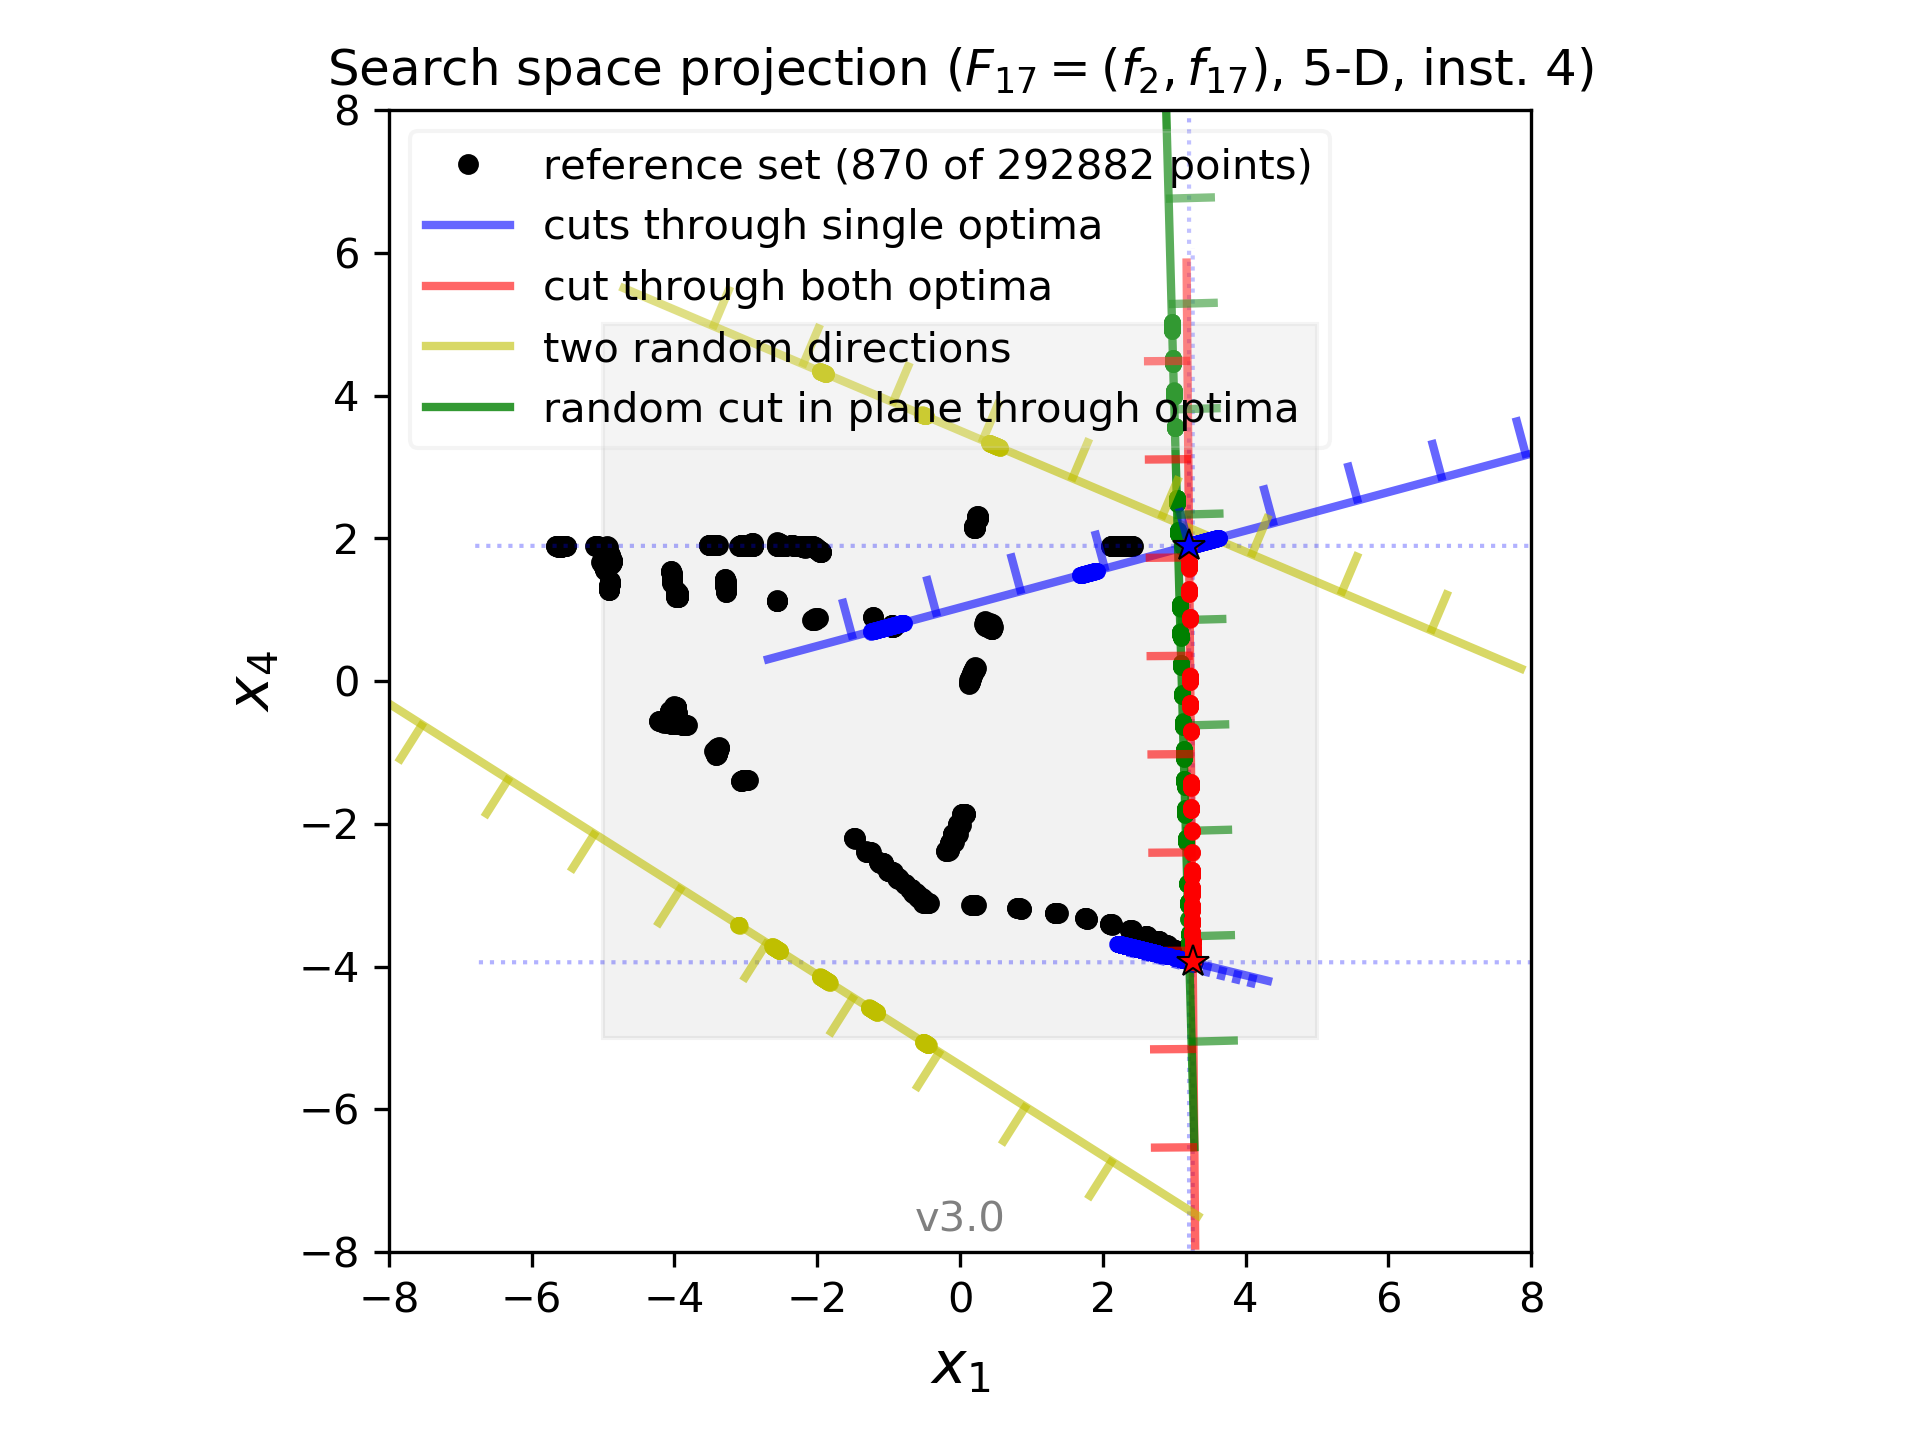 Search space projection (F₁₇ = (f₂, f₁₇), 5-D, inst. 4)
reference set (870 of 292882 points)
cuts through single optima
cut through both optima
two random directions
random cut in plane through optima
8
6
4
2
0
−2
−4
−6
−8
x₄
v3.0
−8 −6 −4 −2 0 2 4 6 8
x₁